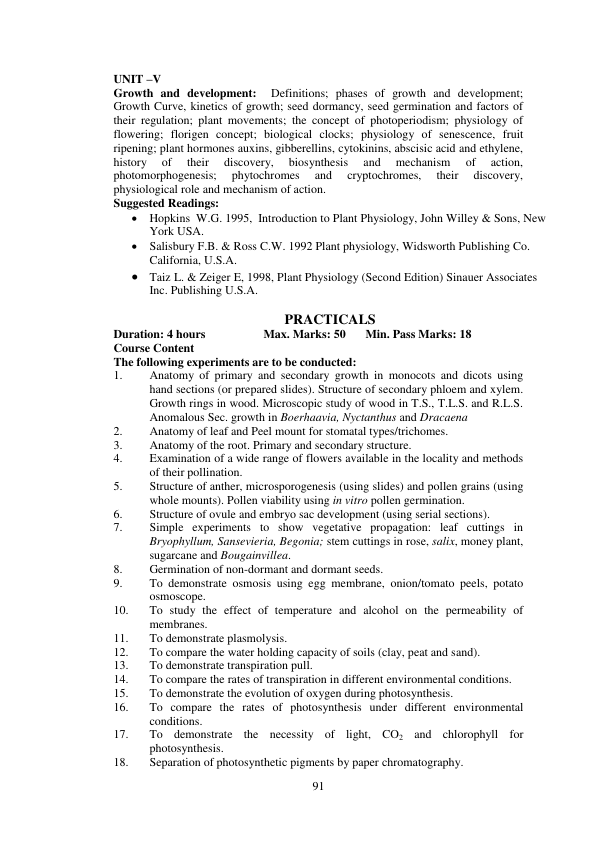 UNIT –V
Growth and development: Definitions; phases of growth and development;
Growth Curve, kinetics of growth; seed dormancy, seed germination and factors of
their regulation; plant movements; the concept of photoperiodism; physiology of
flowering; florigen concept; biological clocks; physiology of senescence, fruit
ripening; plant hormones auxins, gibberellins, cytokinins, abscisic acid and ethylene,
history of their discovery, biosynthesis and mechanism of action,
photomorphogenesis; phytochromes and cryptochromes, their discovery,
physiological role and mechanism of action.
Suggested Readings:
• Hopkins W.G. 1995, Introduction to Plant Physiology, John Willey & Sons, New
York USA.
• Salisbury F.B. & Ross C.W. 1992 Plant physiology, Widsworth Publishing Co.
California, U.S.A.
• Taiz L. & Zeiger E, 1998, Plant Physiology (Second Edition) Sinauer Associates
Inc. Publishing U.S.A.
PRACTICALS
Duration: 4 hours Max. Marks: 50 Min. Pass Marks: 18
Course Content
The following experiments are to be conducted:
1. Anatomy of primary and secondary growth in monocots and dicots using
hand sections (or prepared slides). Structure of secondary phloem and xylem.
Growth rings in wood. Microscopic study of wood in T.S., T.L.S. and R.L.S.
Anomalous Sec. growth in Boerhaavia, Nyctanthus and Dracaena
2. Anatomy of leaf and Peel mount for stomatal types/trichomes.
3. Anatomy of the root. Primary and secondary structure.
4. Examination of a wide range of flowers available in the locality and methods
of their pollination.
5. Structure of anther, microsporogenesis (using slides) and pollen grains (using
whole mounts). Pollen viability using in vitro pollen germination.
6. Structure of ovule and embryo sac development (using serial sections).
7. Simple experiments to show vegetative propagation: leaf cuttings in
Bryophyllum, Sansevieria, Begonia; stem cuttings in rose, salix, money plant,
sugarcane and Bougainvillea.
8. Germination of non-dormant and dormant seeds.
9. To demonstrate osmosis using egg membrane, onion/tomato peels, potato
osmoscope.
10. To study the effect of temperature and alcohol on the permeability of
membranes.
11. To demonstrate plasmolysis.
12. To compare the water holding capacity of soils (clay, peat and sand).
13. To demonstrate transpiration pull.
14. To compare the rates of transpiration in different environmental conditions.
15. To demonstrate the evolution of oxygen during photosynthesis.
16. To compare the rates of photosynthesis under different environmental
conditions.
17. To demonstrate the necessity of light, CO₂ and chlorophyll for
photosynthesis.
18. Separation of photosynthetic pigments by paper chromatography.
91